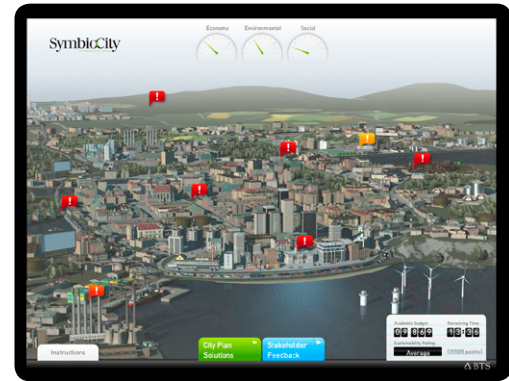 Economy
Environmental
Social
SymbioCity
Available Budget:
Remaining Time:
Sustainability Rating:
Average
City Plan
Solutions
Stakeholder
Feedback
Instructions
BTS